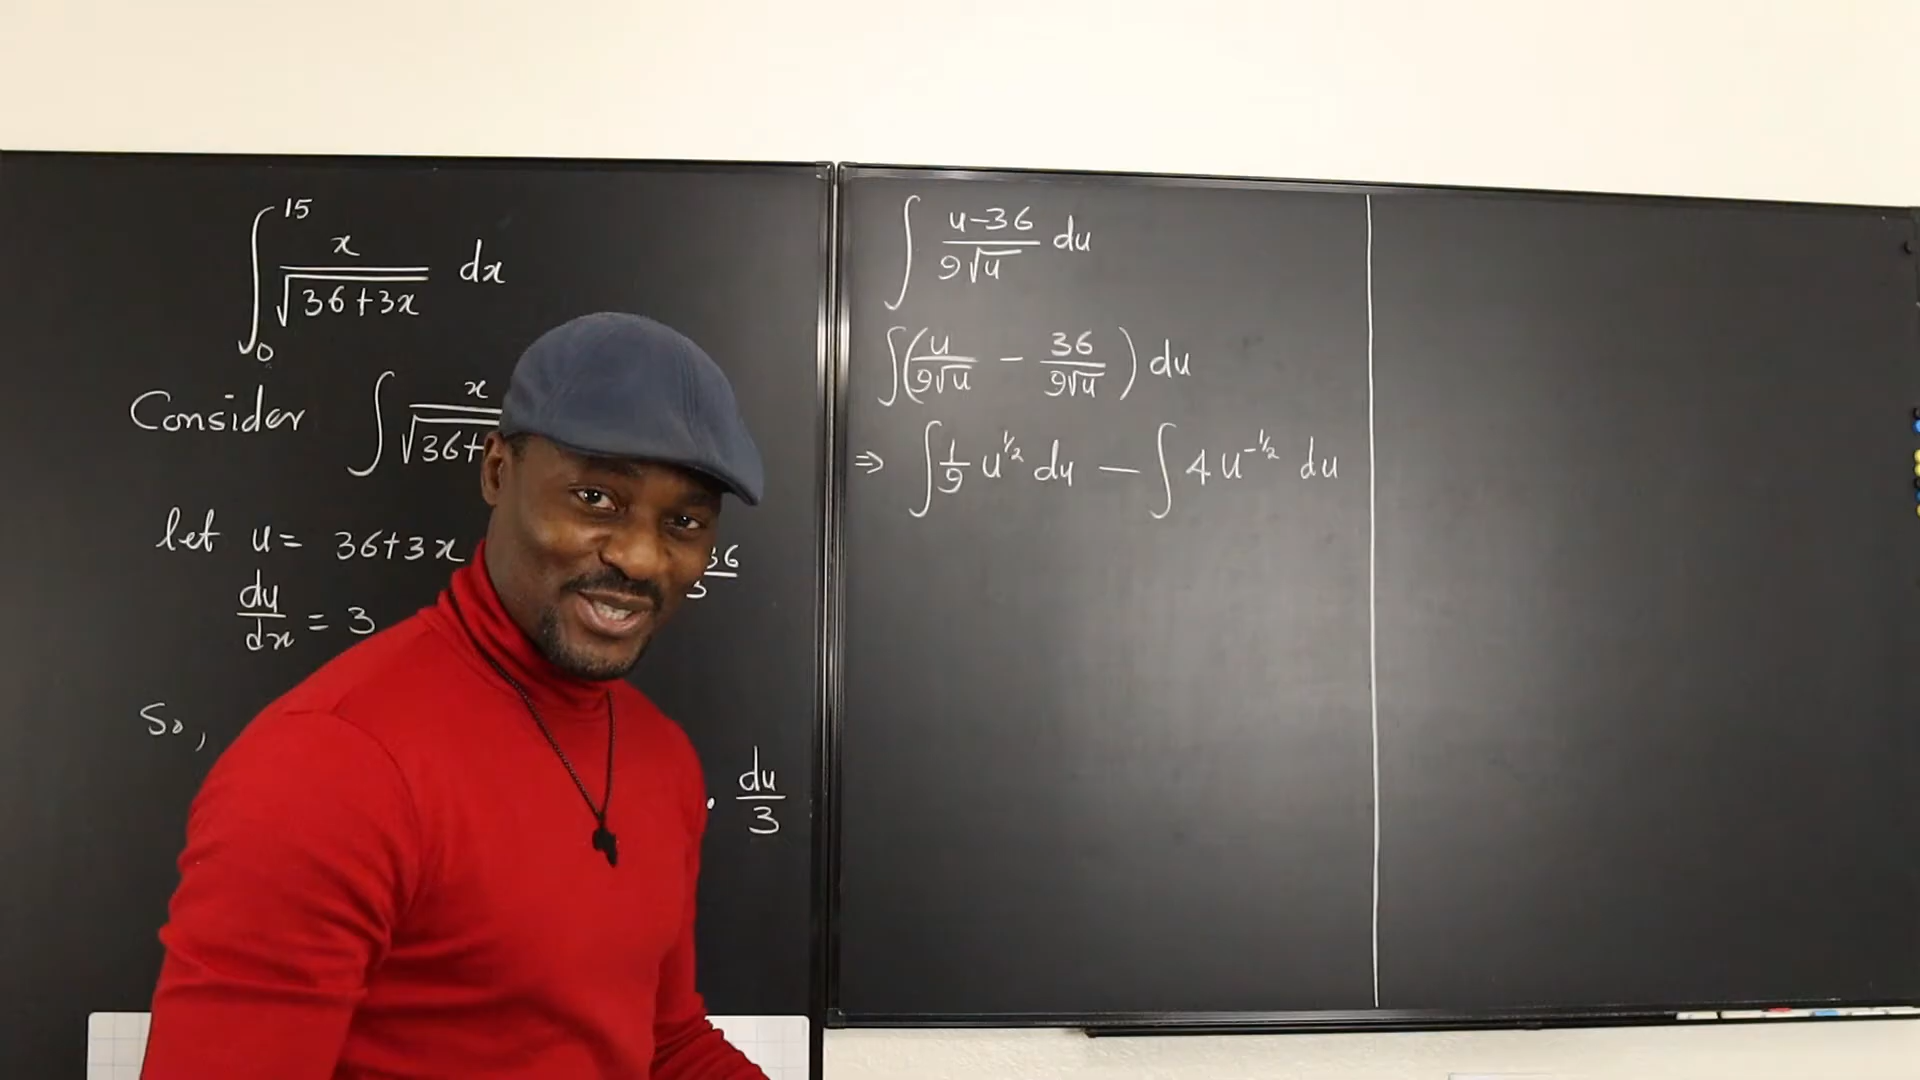 ∫₀¹⁵ x/√(36+3x) dx
Consider ∫ x/√36+
let u = 36+3x
36/3
du/dx = 3
So,
· du/3
∫ (u-36)/(9√u) du
∫(u/(9√u) − 36/(9√u)) du
⇒ ∫ 1/9 u^(1/2) du − ∫ 4u^(-1/2) du